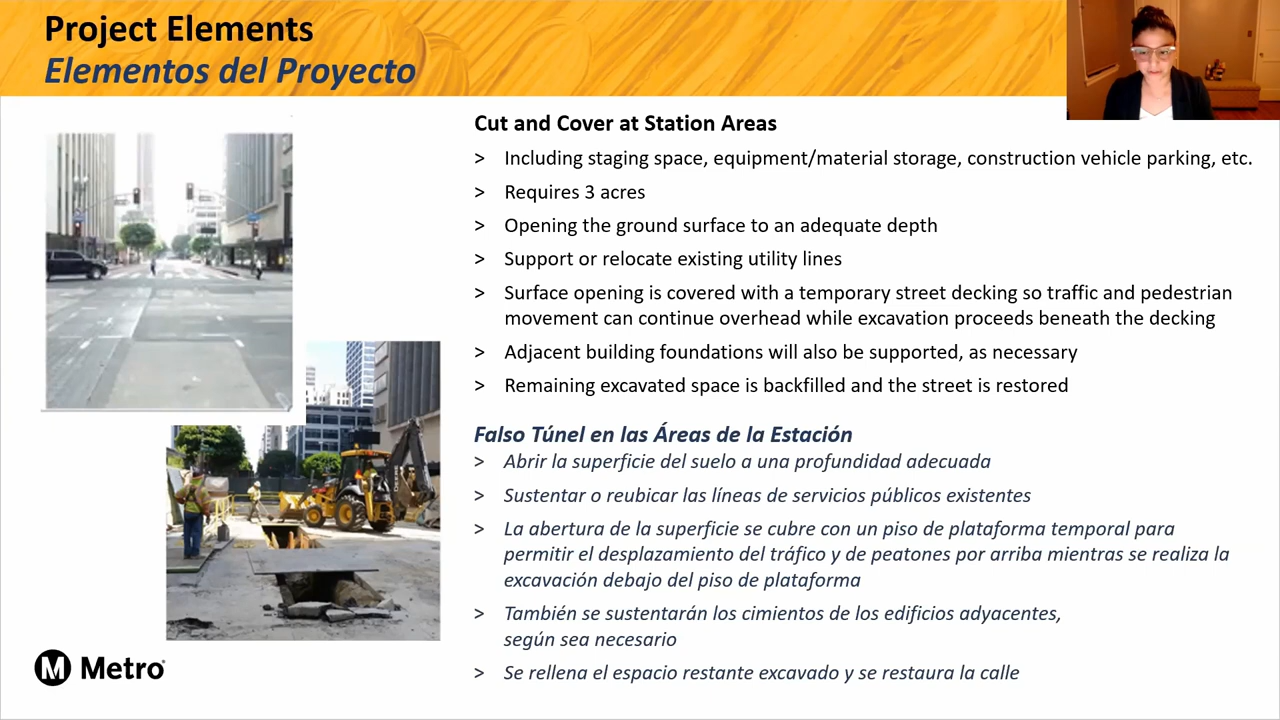 Project Elements
Elementos del Proyecto
Cut and Cover at Station Areas
> Including staging space, equipment/material storage, construction vehicle parking, etc.
> Requires 3 acres
> Opening the ground surface to an adequate depth
> Support or relocate existing utility lines
> Surface opening is covered with a temporary street decking so traffic and pedestrian
movement can continue overhead while excavation proceeds beneath the decking
> Adjacent building foundations will also be supported, as necessary
> Remaining excavated space is backfilled and the street is restored
Falso Túnel en las Áreas de la Estación
> Abrir la superficie del suelo a una profundidad adecuada
> Sustentar o reubicar las líneas de servicios públicos existentes
> La abertura de la superficie se cubre con un piso de plataforma temporal para
permitir el desplazamiento del tráfico y de peatones por arriba mientras se realiza la
excavación debajo del piso de plataforma
> También se sustentarán los cimientos de los edificios adyacentes,
según sea necesario
> Se rellena el espacio restante excavado y se restaura la calle
M Metro